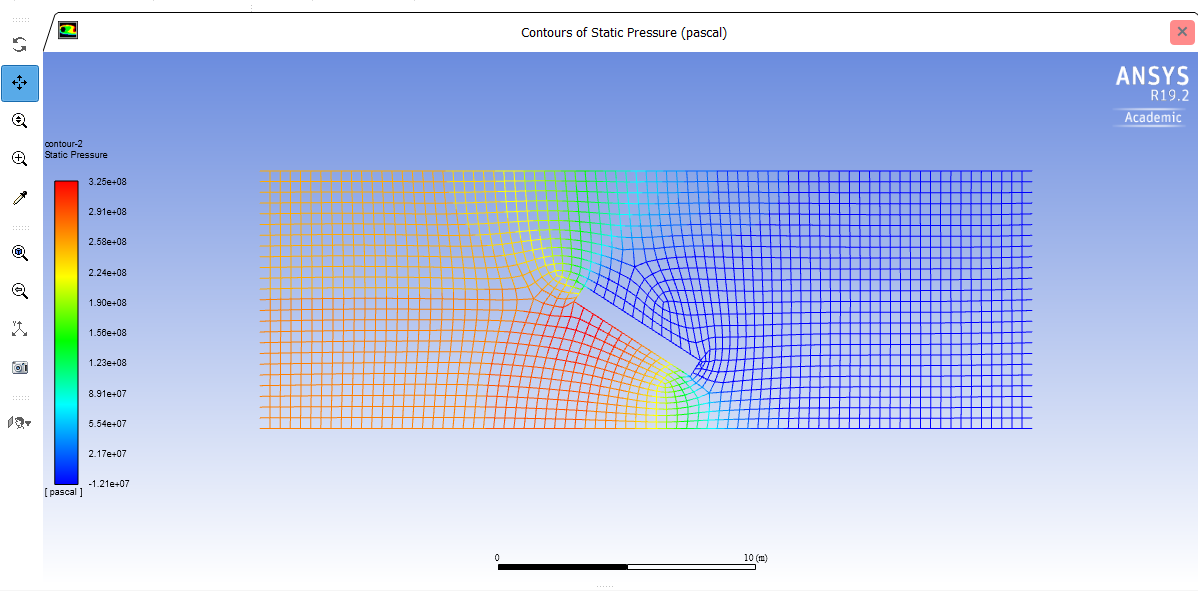 Contours of Static Pressure (pascal)
ANSYS
R19.2
Academic
contour-2
Static Pressure
3.25e+08
2.91e+08
2.58e+08
2.24e+08
1.90e+08
1.56e+08
1.23e+08
8.91e+07
5.54e+07
2.17e+07
-1.21e+07
[ pascal ]
0
10 (m)